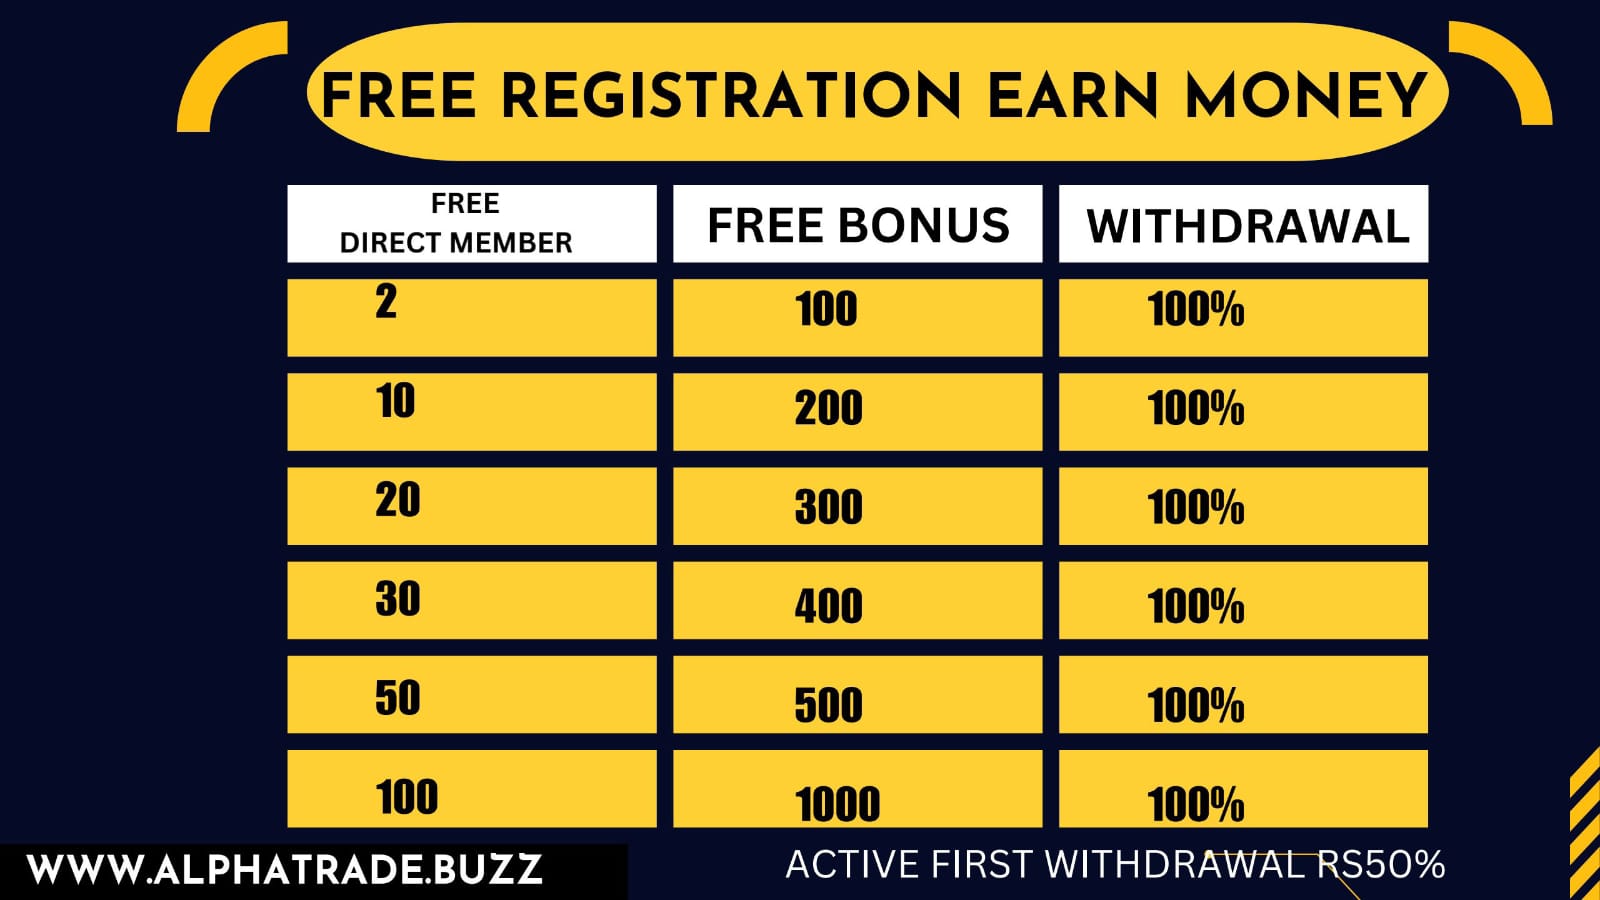 FREE REGISTRATION EARN MONEY
FREE
DIRECT MEMBER
FREE BONUS
WITHDRAWAL
2 100 100%
10 200 100%
20 300 100%
30 400 100%
50 500 100%
100 1000 100%
WWW.ALPHATRADE.BUZZ
ACTIVE FIRST WITHDRAWAL RS50%